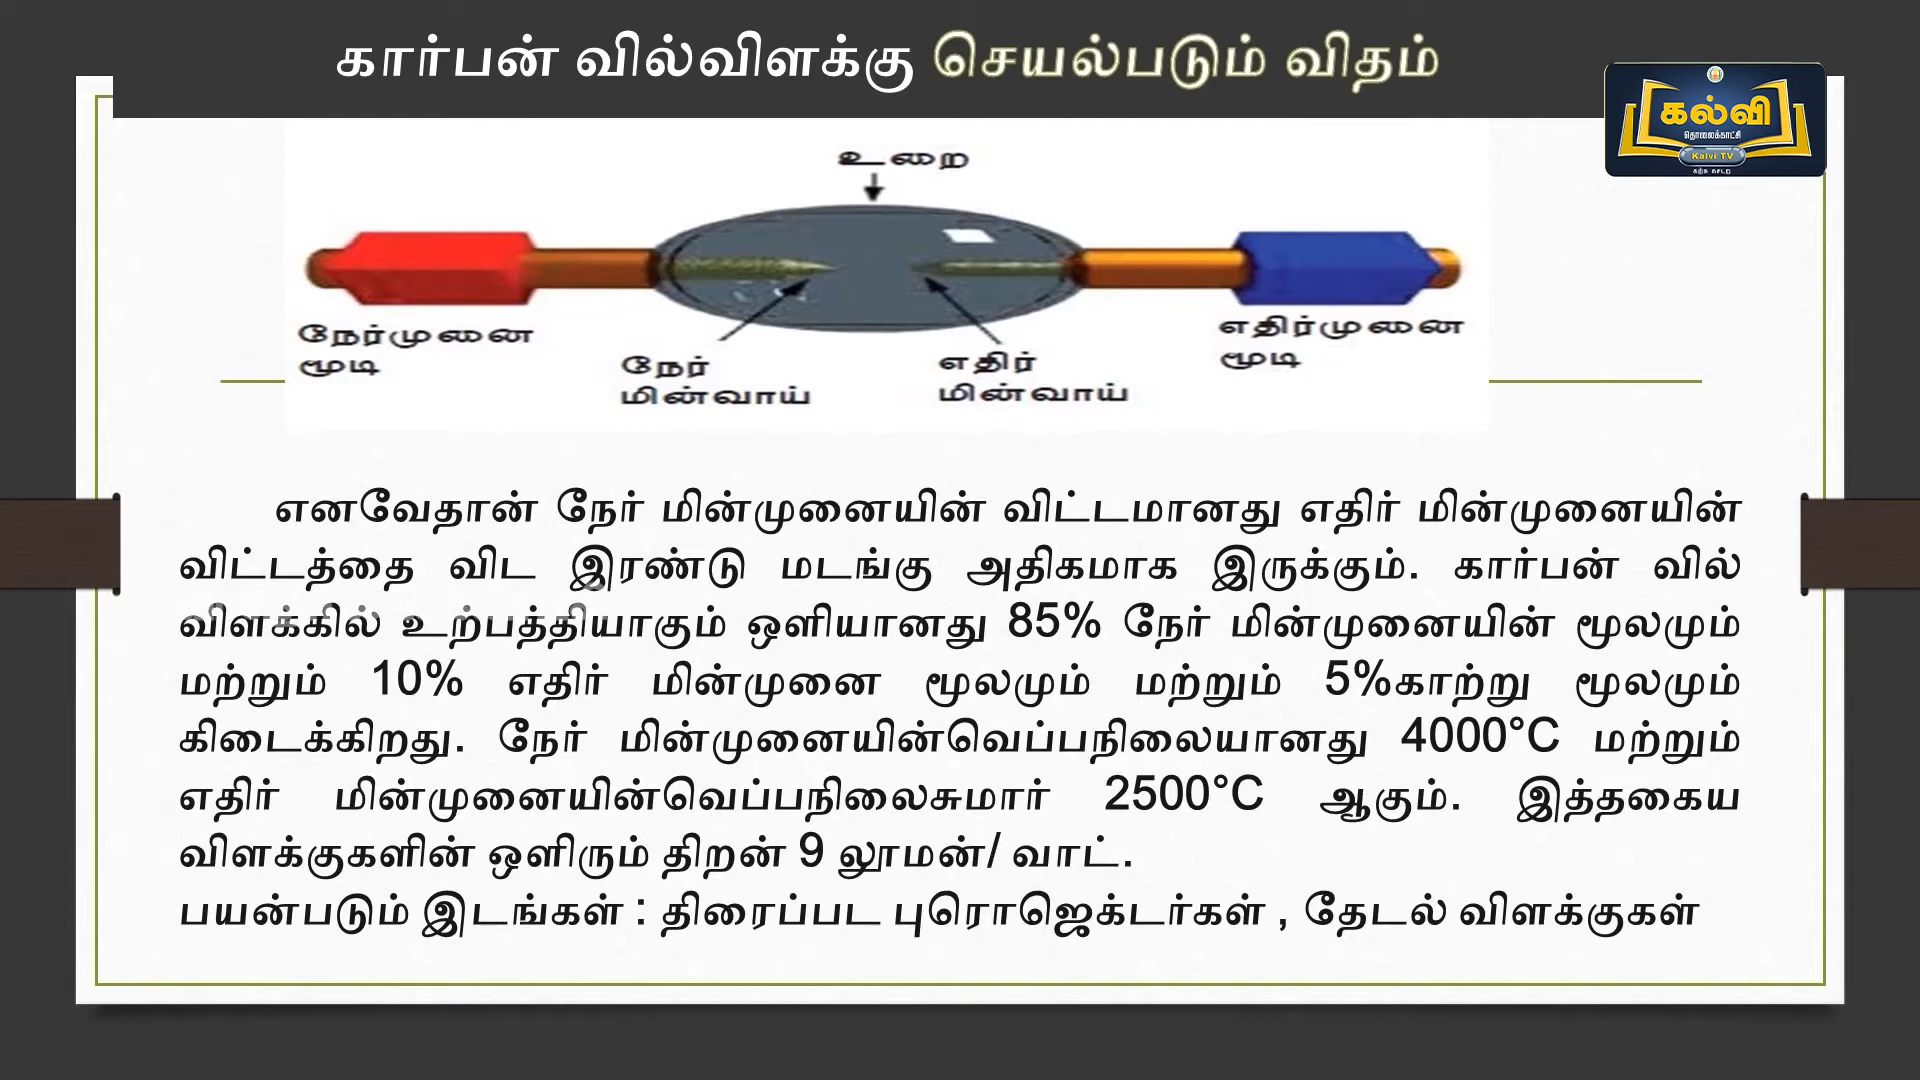 கார்பன் வில்விளக்கு செயல்படும் விதம்
கல்வி
தொலைக்காட்சி
Kalvi TV
கற்க கசடற
உறை
நேர்முனை
மூடி
நேர்
மின்வாய்
எதிர்
மின்வாய்
எதிர்முனை
மூடி
எனவேதான் நேர் மின்முனையின் விட்டமானது எதிர் மின்முனையின்
விட்டத்தை விட இரண்டு மடங்கு அதிகமாக இருக்கும். கார்பன் வில்
விளக்கில் உற்பத்தியாகும் ஒளியானது 85% நேர் மின்முனையின் மூலமும்
மற்றும் 10% எதிர் மின்முனை மூலமும் மற்றும் 5%காற்று மூலமும்
கிடைக்கிறது. நேர் மின்முனையின்வெப்பநிலையானது 4000°C மற்றும்
எதிர் மின்முனையின்வெப்பநிலைசுமார் 2500°C ஆகும். இத்தகைய
விளக்குகளின் ஒளிரும் திறன் 9 லூமன்/ வாட்.
பயன்படும் இடங்கள் : திரைப்பட புரொஜெக்டர்கள் , தேடல் விளக்குகள்